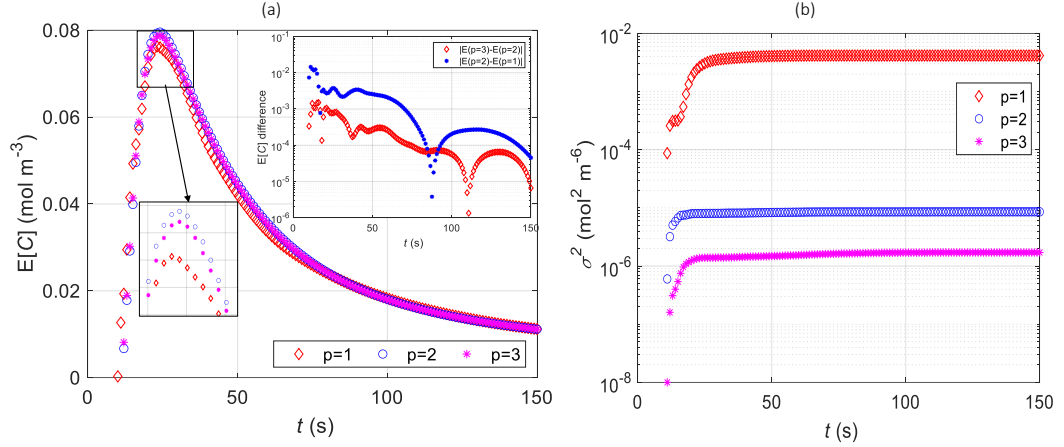 (a)
E[C] (mol m-3)
0.08
0.06
0.04
0.02
0
0
50
100
150
t (s)
p=1
p=2
p=3
E[C] difference
10-1
10-2
10-3
10-4
10-5
10-6
0
50
100
150
t (s)
|E(p=3)-E(p=2)|
|E(p=2)-E(p=1)|
(b)
σ2 (mol2 m-6)
10-2
10-4
10-6
10-8
0
50
100
150
t (s)
p=1
p=2
p=3